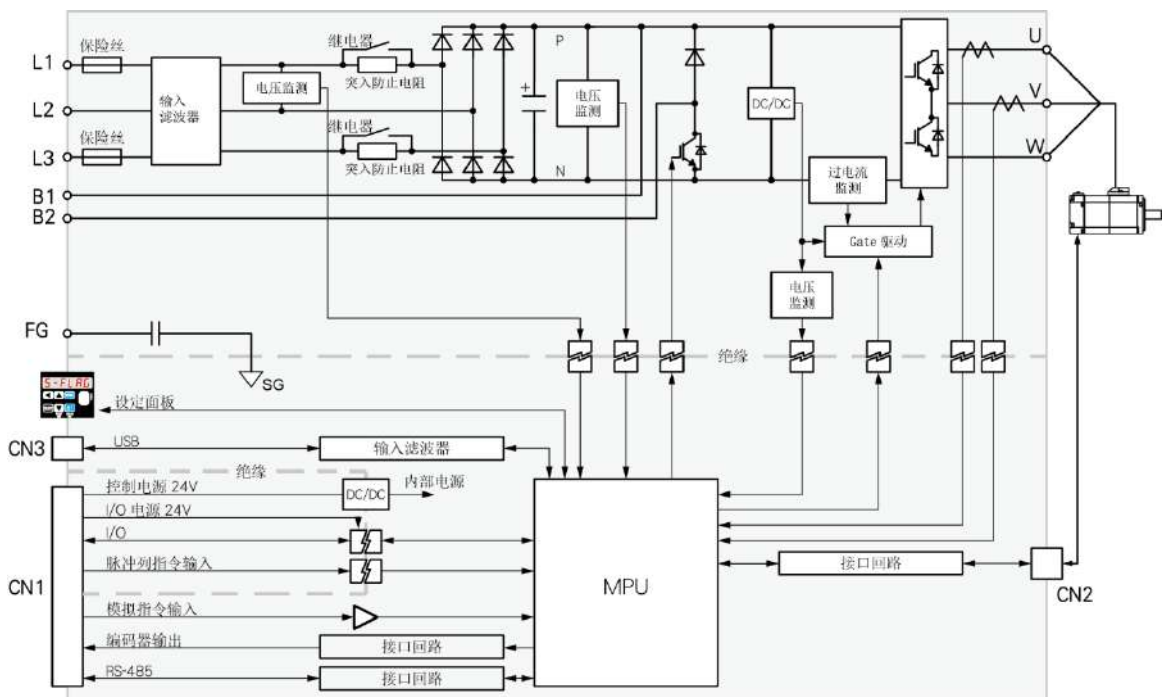 L1
保险丝
输入
滤波器
L2
保险丝
L3
电压监测
继电器
突入防止电阻
继电器
突入防止电阻
P
+
电压
监测
N
DC/DC
过电流
监测
Gate 驱动
电压
监测
U
V
W
B1
B2
FG
SG
绝缘
S-FLAG
设定面板
CN3
USB
输入滤波器
绝缘
控制电源 24V
DC/DC
内部电源
I/O 电源 24V
I/O
脉冲列指令输入
CN1
模拟指令输入
编码器输出
接口回路
RS-485
接口回路
MPU
接口回路
CN2